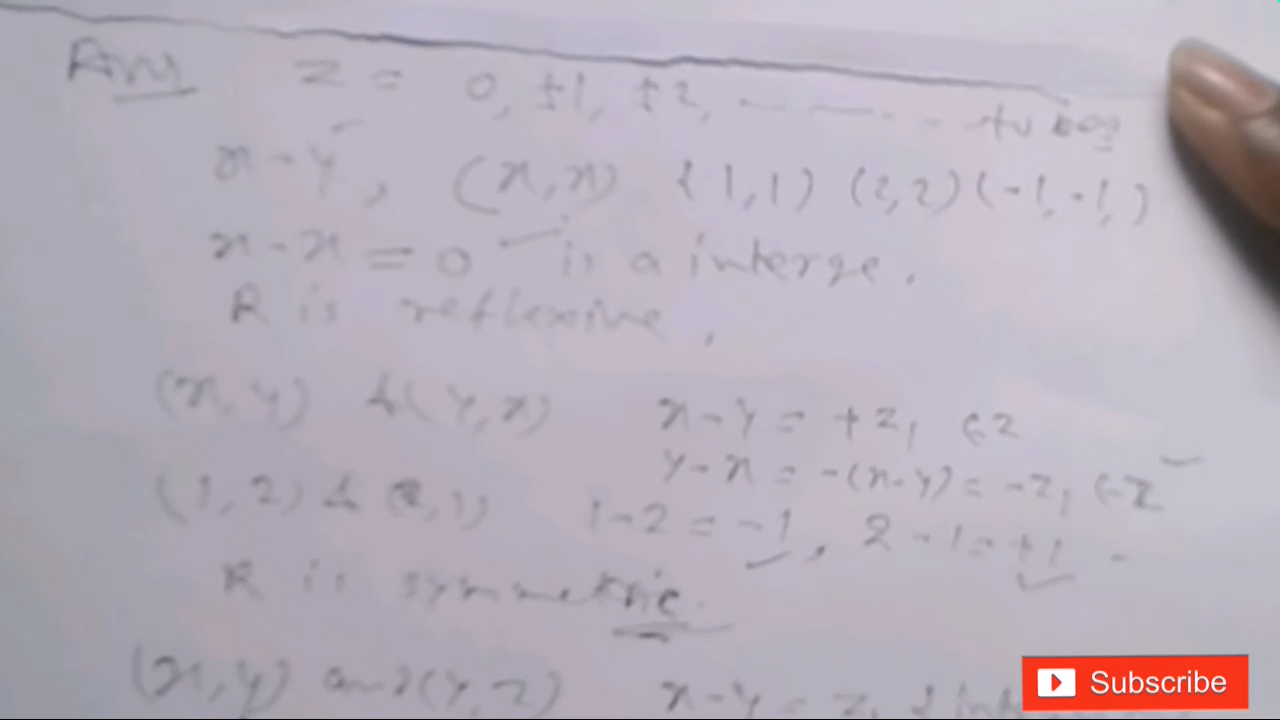 Ans Z = 0, ±1, ±2, - - - - -
x-y, (x,x) {1,1) (2,2) (-1,-1,)
x-x = 0 is a interge.
R is reflexive,
(x,y) & (y,x) x-y = +z, ∈z
y-x = -(x-y) = -z, ∈z
(1,2) & (2,1) 1-2 = -1, 2-1=+1
R is symmetric.
(x,y) and (y,z) x-y = z,
Subscribe